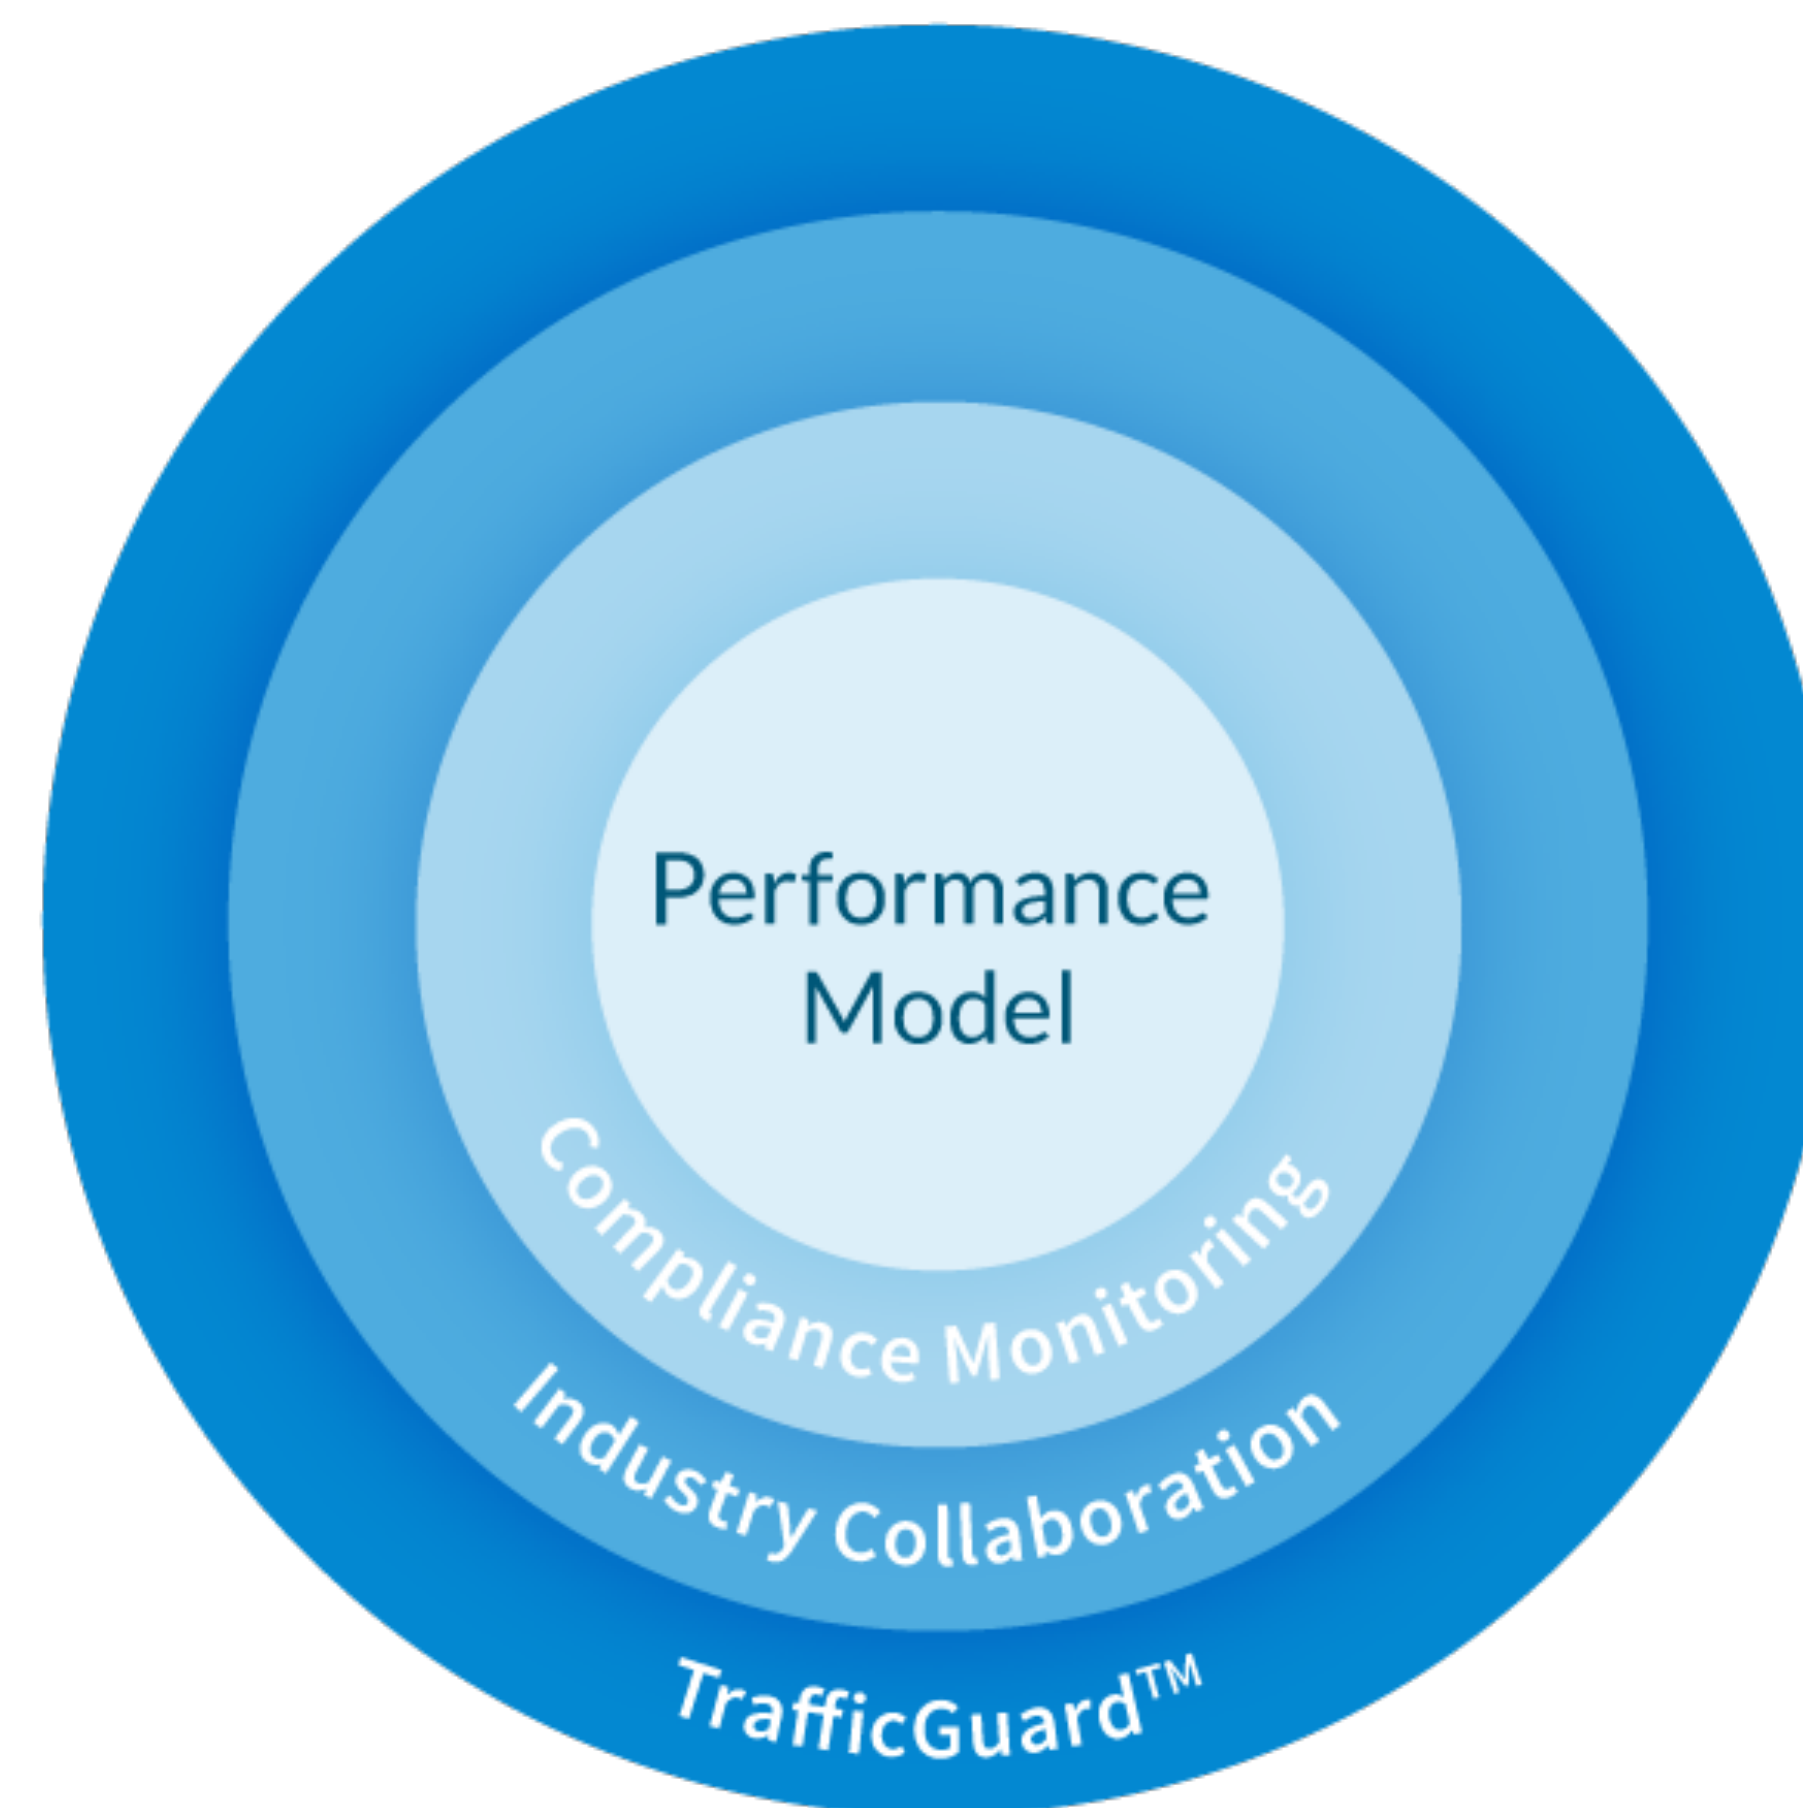 Performance
Model
Compliance Monitoring
Industry Collaboration
TrafficGuard™